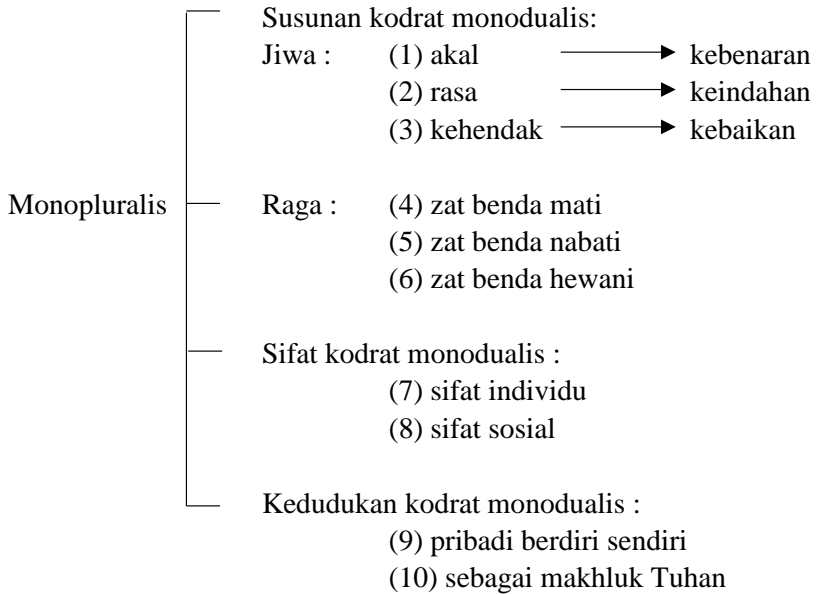 Susunan kodrat monodualis:
Jiwa : (1) akal kebenaran
(2) rasa keindahan
(3) kehendak kebaikan
Monopluralis Raga : (4) zat benda mati
(5) zat benda nabati
(6) zat benda hewani
Sifat kodrat monodualis :
(7) sifat individu
(8) sifat sosial
Kedudukan kodrat monodualis :
(9) pribadi berdiri sendiri
(10) sebagai makhluk Tuhan